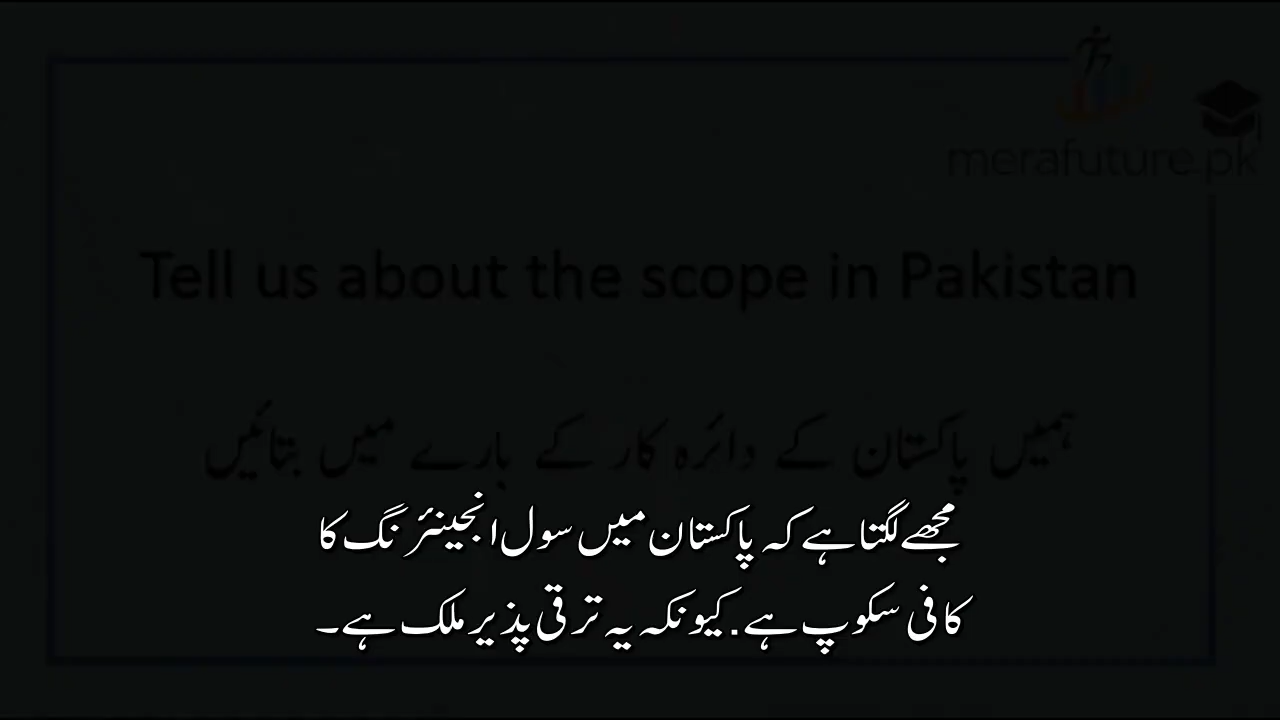 merafuture.pk
Tell us about the scope in Pakistan
ہمیں پاکستان کے دائرہ کار کے بارے میں بتائیں
مجھے لگتا ہے کہ پاکستان میں سول انجینئرنگ کا
کافی سکوپ ہے. کیونکہ یہ ترقی پذیر ملک ہے۔